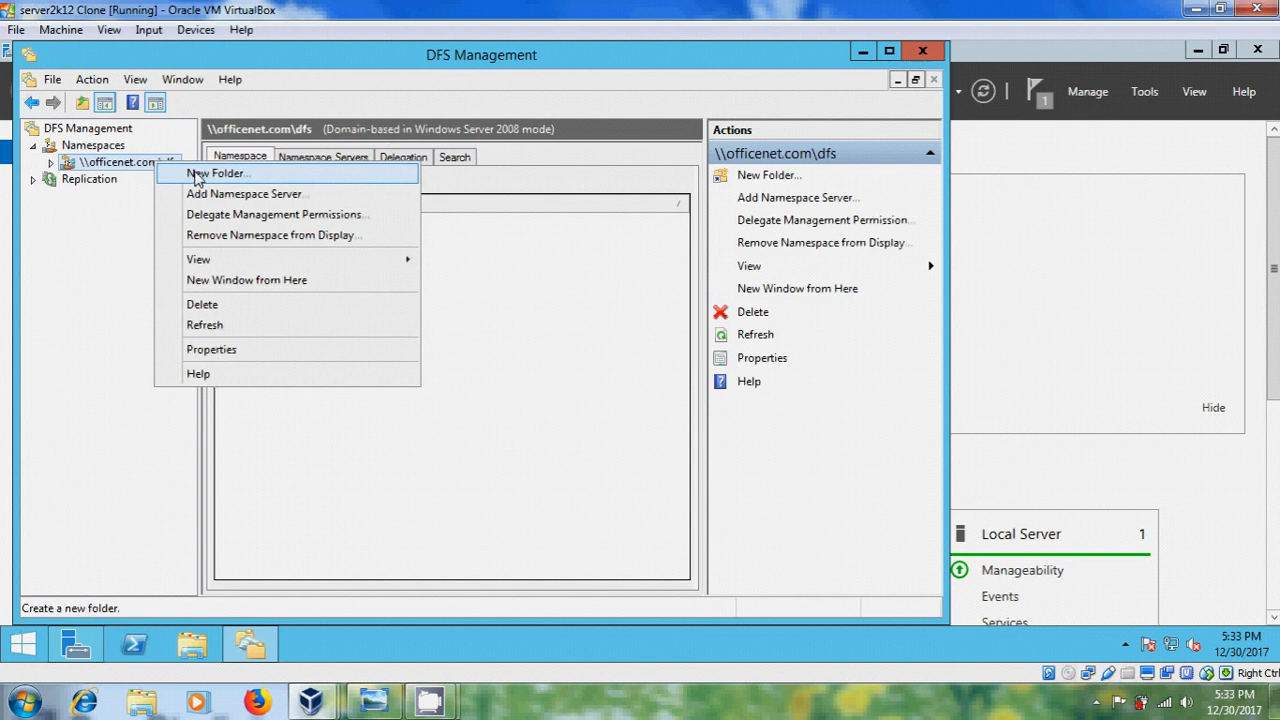 server2k12 Clone [Running] - Oracle VM VirtualBox
File Machine View Input Devices Help
DFS Management
File Action View Window Help
Manage Tools View Help
1
DFS Management
Namespaces
\\officenet.com\df
Replication
\\officenet.com\dfs (Domain-based in Windows Server 2008 mode)
Namespace Namespace Servers Delegation Search
New Folder...
Add Namespace Server...
Delegate Management Permissions...
Remove Namespace from Display...
View
New Window from Here
Delete
Refresh
Properties
Help
Actions
\\officenet.com\dfs
New Folder...
Add Namespace Server...
Delegate Management Permission...
Remove Namespace from Display...
View
New Window from Here
Delete
Refresh
Properties
Help
Hide
Local Server 1
Manageability
Events
Services
Create a new folder.
5:33 PM
12/30/2017
Right Ctrl
5:33 PM
12/30/2017